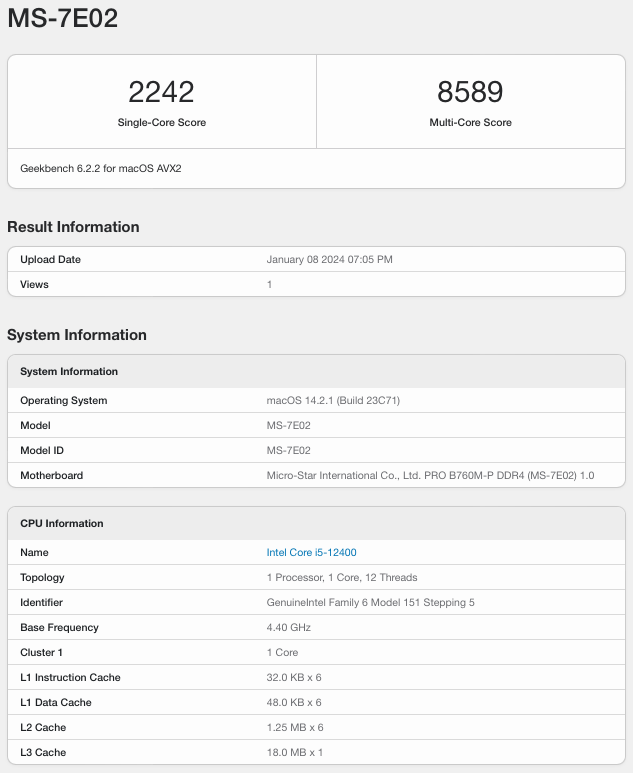 MS-7E02
2242 8589
Single-Core Score Multi-Core Score
Geekbench 6.2.2 for macOS AVX2
Result Information
Upload Date January 08 2024 07:05 PM
Views 1
System Information
System Information
Operating System macOS 14.2.1 (Build 23C71)
Model MS-7E02
Model ID MS-7E02
Motherboard Micro-Star International Co., Ltd. PRO B760M-P DDR4 (MS-7E02) 1.0
CPU Information
Name Intel Core i5-12400
Topology 1 Processor, 1 Core, 12 Threads
Identifier GenuineIntel Family 6 Model 151 Stepping 5
Base Frequency 4.40 GHz
Cluster 1 1 Core
L1 Instruction Cache 32.0 KB x 6
L1 Data Cache 48.0 KB x 6
L2 Cache 1.25 MB x 6
L3 Cache 18.0 MB x 1